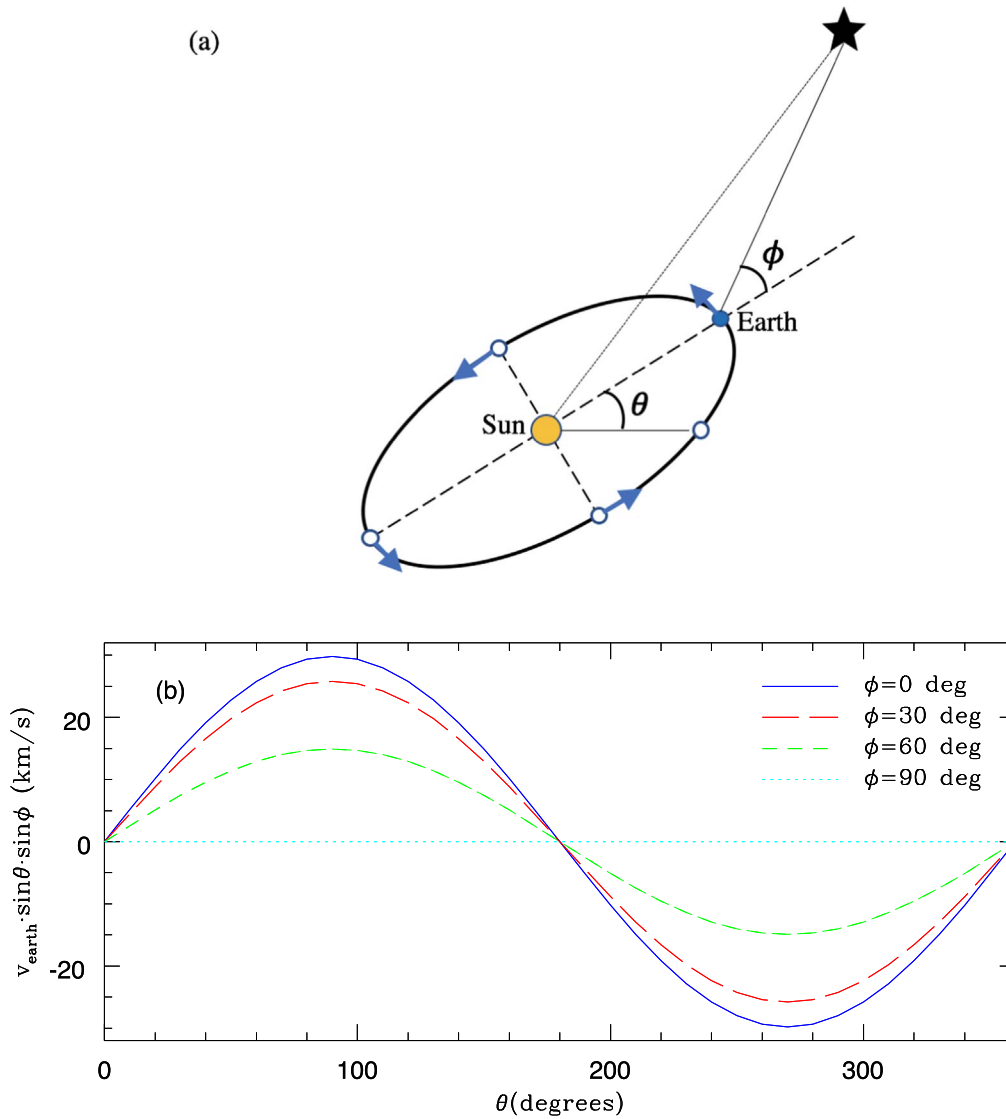 (a)
ϕ
Earth
θ
Sun
(b)
ϕ=0 deg
ϕ=30 deg
ϕ=60 deg
ϕ=90 deg
20
0
-20
v_earth·sinθ·sinϕ (km/s)
0
100
200
300
θ(degrees)